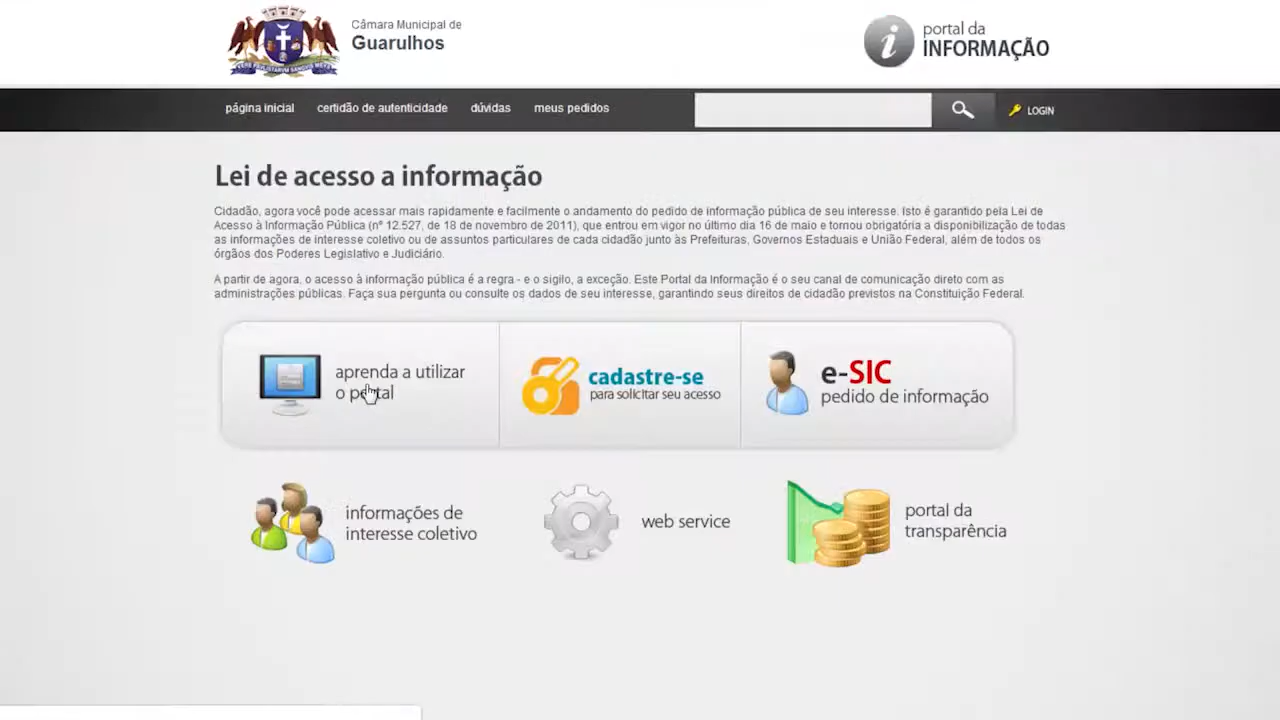 Câmara Municipal de
Guarulhos
portal da
INFORMAÇÃO
página inicial certidão de autenticidade dúvidas meus pedidos LOGIN
Lei de acesso a informação
Cidadão, agora você pode acessar mais rapidamente e facilmente o andamento do pedido de informação pública de seu interesse. Isto é garantido pela Lei de
Acesso à Informação Pública (nº 12.527, de 18 de novembro de 2011), que entrou em vigor no último dia 16 de maio e tornou obrigatória a disponibilização de todas
as informações de interesse coletivo ou de assuntos particulares de cada cidadão junto às Prefeituras, Governos Estaduais e União Federal, além de todos os
órgãos dos Poderes Legislativo e Judiciário.
A partir de agora, o acesso à informação pública é a regra - e o sigilo, a exceção. Este Portal da Informação é o seu canal de comunicação direto com as
administrações públicas. Faça sua pergunta ou consulte os dados de seu interesse, garantindo seus direitos de cidadão previstos na Constituição Federal.
aprenda a utilizar
o portal
cadastre-se
para solicitar seu acesso
e-SIC
pedido de informação
informações de
interesse coletivo
web service
portal da
transparência